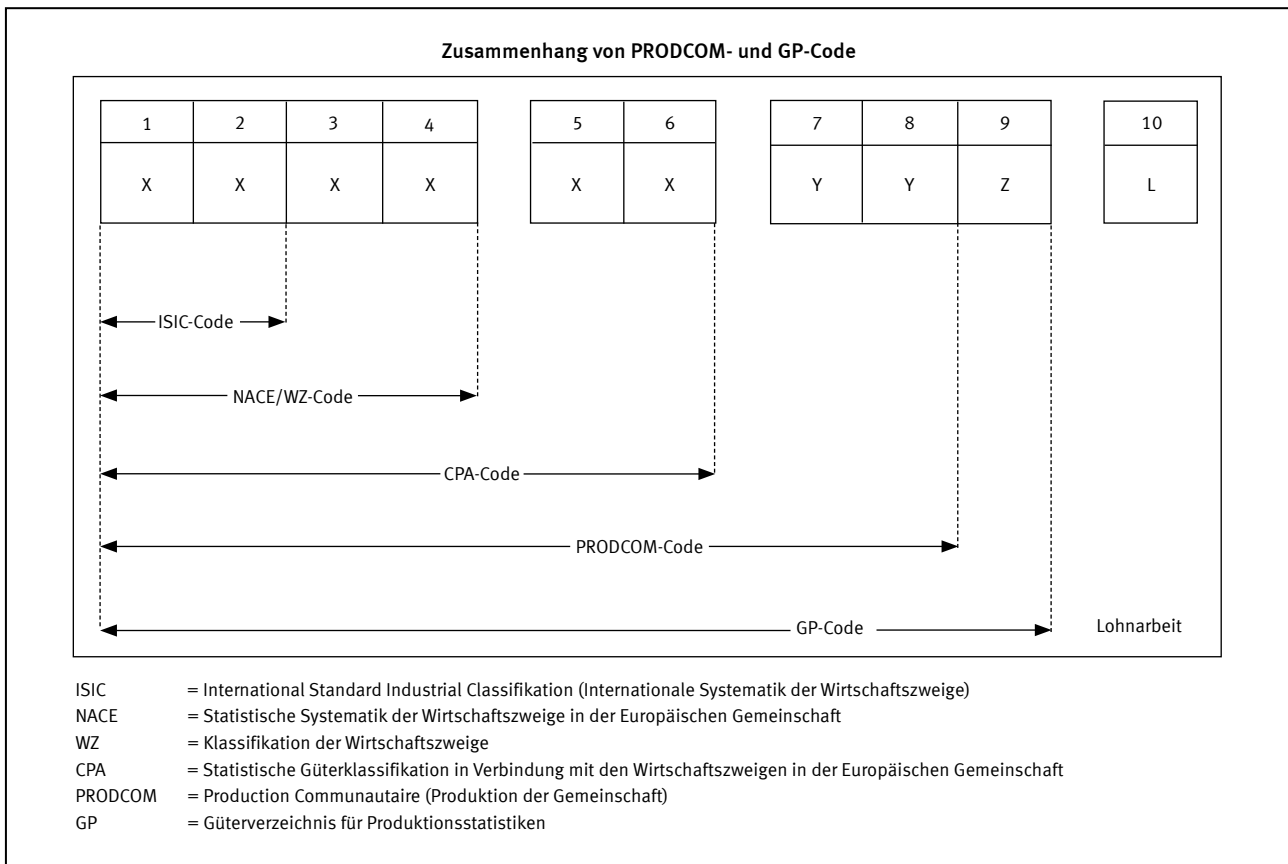 Zusammenhang von PRODCOM- und GP-Code
1 2 3 4 5 6 7 8 9 10
X X X X X X Y Y Z L
ISIC-Code
NACE/WZ-Code
CPA-Code
PRODCOM-Code
GP-Code Lohnarbeit
ISIC = International Standard Industrial Classifikation (Internationale Systematik der Wirtschaftszweige)
NACE = Statistische Systematik der Wirtschaftszweige in der Europäischen Gemeinschaft
WZ = Klassifikation der Wirtschaftszweige
CPA = Statistische Güterklassifikation in Verbindung mit den Wirtschaftszweigen in der Europäischen Gemeinschaft
PRODCOM = Production Communautaire (Produktion der Gemeinschaft)
GP = Güterverzeichnis für Produktionsstatistiken